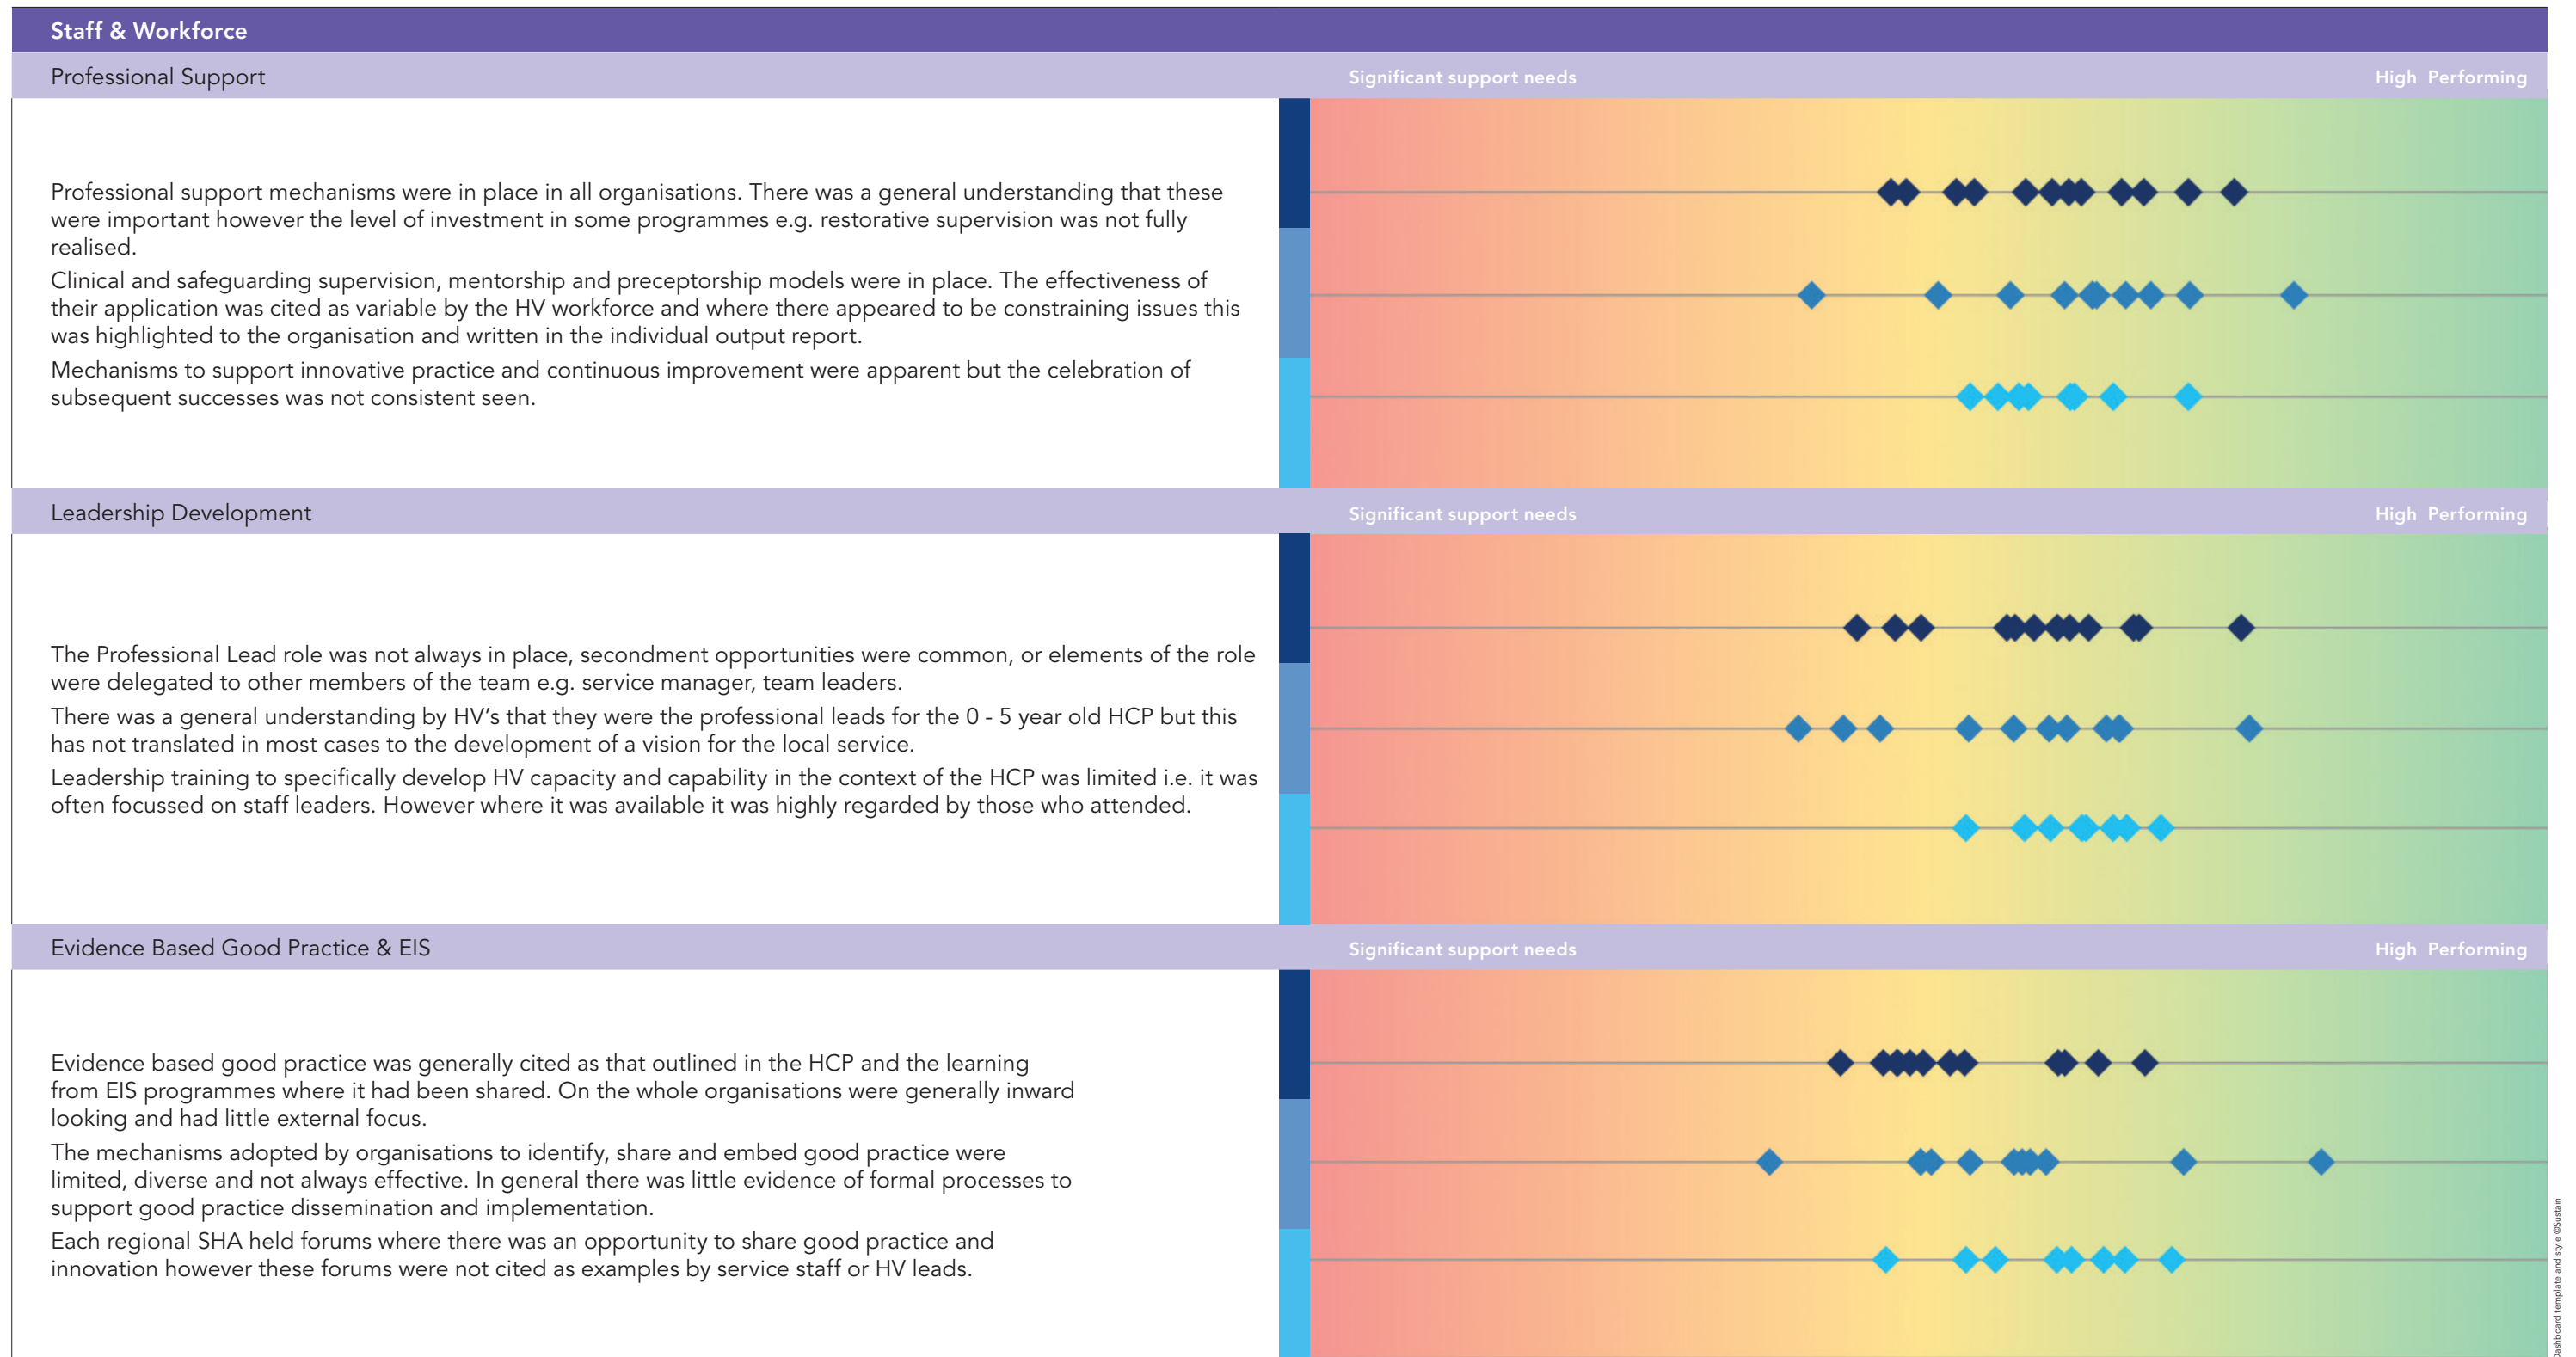 Staff & Workforce
Professional Support
Significant support needs
High Performing
Professional support mechanisms were in place in all organisations. There was a general understanding that these
were important however the level of investment in some programmes e.g. restorative supervision was not fully
realised.
Clinical and safeguarding supervision, mentorship and preceptorship models were in place. The effectiveness of
their application was cited as variable by the HV workforce and where there appeared to be constraining issues this
was highlighted to the organisation and written in the individual output report.
Mechanisms to support innovative practice and continuous improvement were apparent but the celebration of
subsequent successes was not consistent seen.
Leadership Development
Significant support needs
High Performing
The Professional Lead role was not always in place, secondment opportunities were common, or elements of the role
were delegated to other members of the team e.g. service manager, team leaders.
There was a general understanding by HV’s that they were the professional leads for the 0 - 5 year old HCP but this
has not translated in most cases to the development of a vision for the local service.
Leadership training to specifically develop HV capacity and capability in the context of the HCP was limited i.e. it was
often focussed on staff leaders. However where it was available it was highly regarded by those who attended.
Evidence Based Good Practice & EIS
Significant support needs
High Performing
Evidence based good practice was generally cited as that outlined in the HCP and the learning
from EIS programmes where it had been shared. On the whole organisations were generally inward
looking and had little external focus.
The mechanisms adopted by organisations to identify, share and embed good practice were
limited, diverse and not always effective. In general there was little evidence of formal processes to
support good practice dissemination and implementation.
Each regional SHA held forums where there was an opportunity to share good practice and
innovation however these forums were not cited as examples by service staff or HV leads.
Dashboard template and style ©Sustain